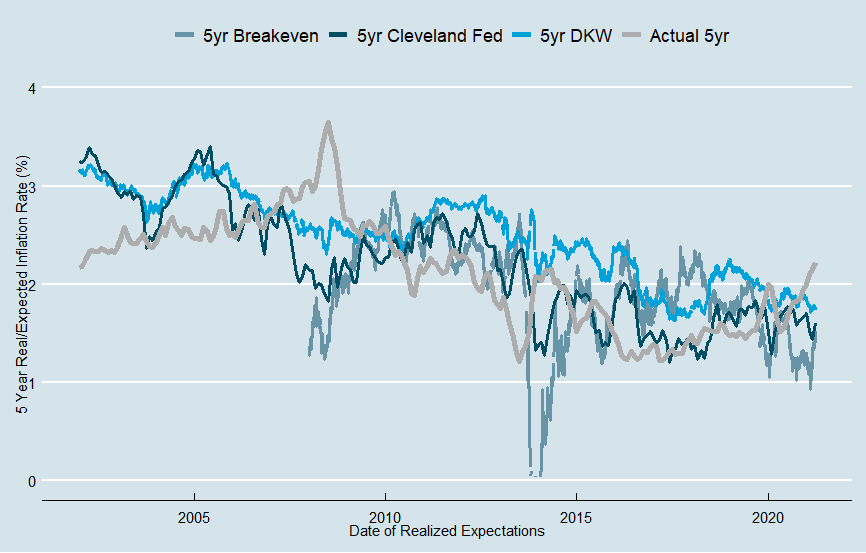 5yr Breakeven 5yr Cleveland Fed 5yr DKW Actual 5yr
4
3
2
1
0
5 Year Real/Expected Inflation Rate (%)
2005 2010 2015 2020
Date of Realized Expectations